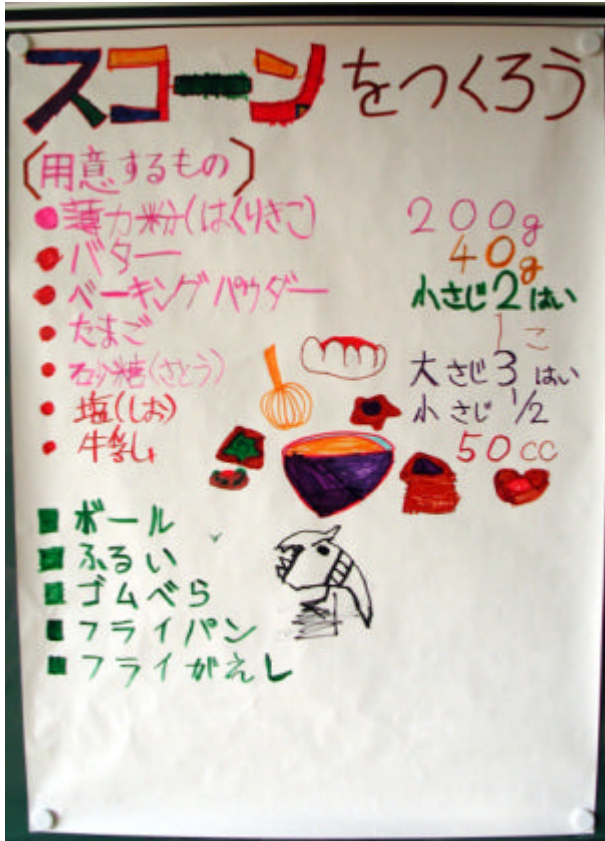 スコーンをつくろう
(用意するもの)
薄力粉(はくりきこ) 200g
バター 40g
ベーキングパウダー 小さじ2はい
たまご 1こ
砂糖(さとう) 大さじ3はい
塩(しお) 小さじ1/2
牛乳 50cc
ボール
ふるい
ゴムべら
フライパン
フライがえし